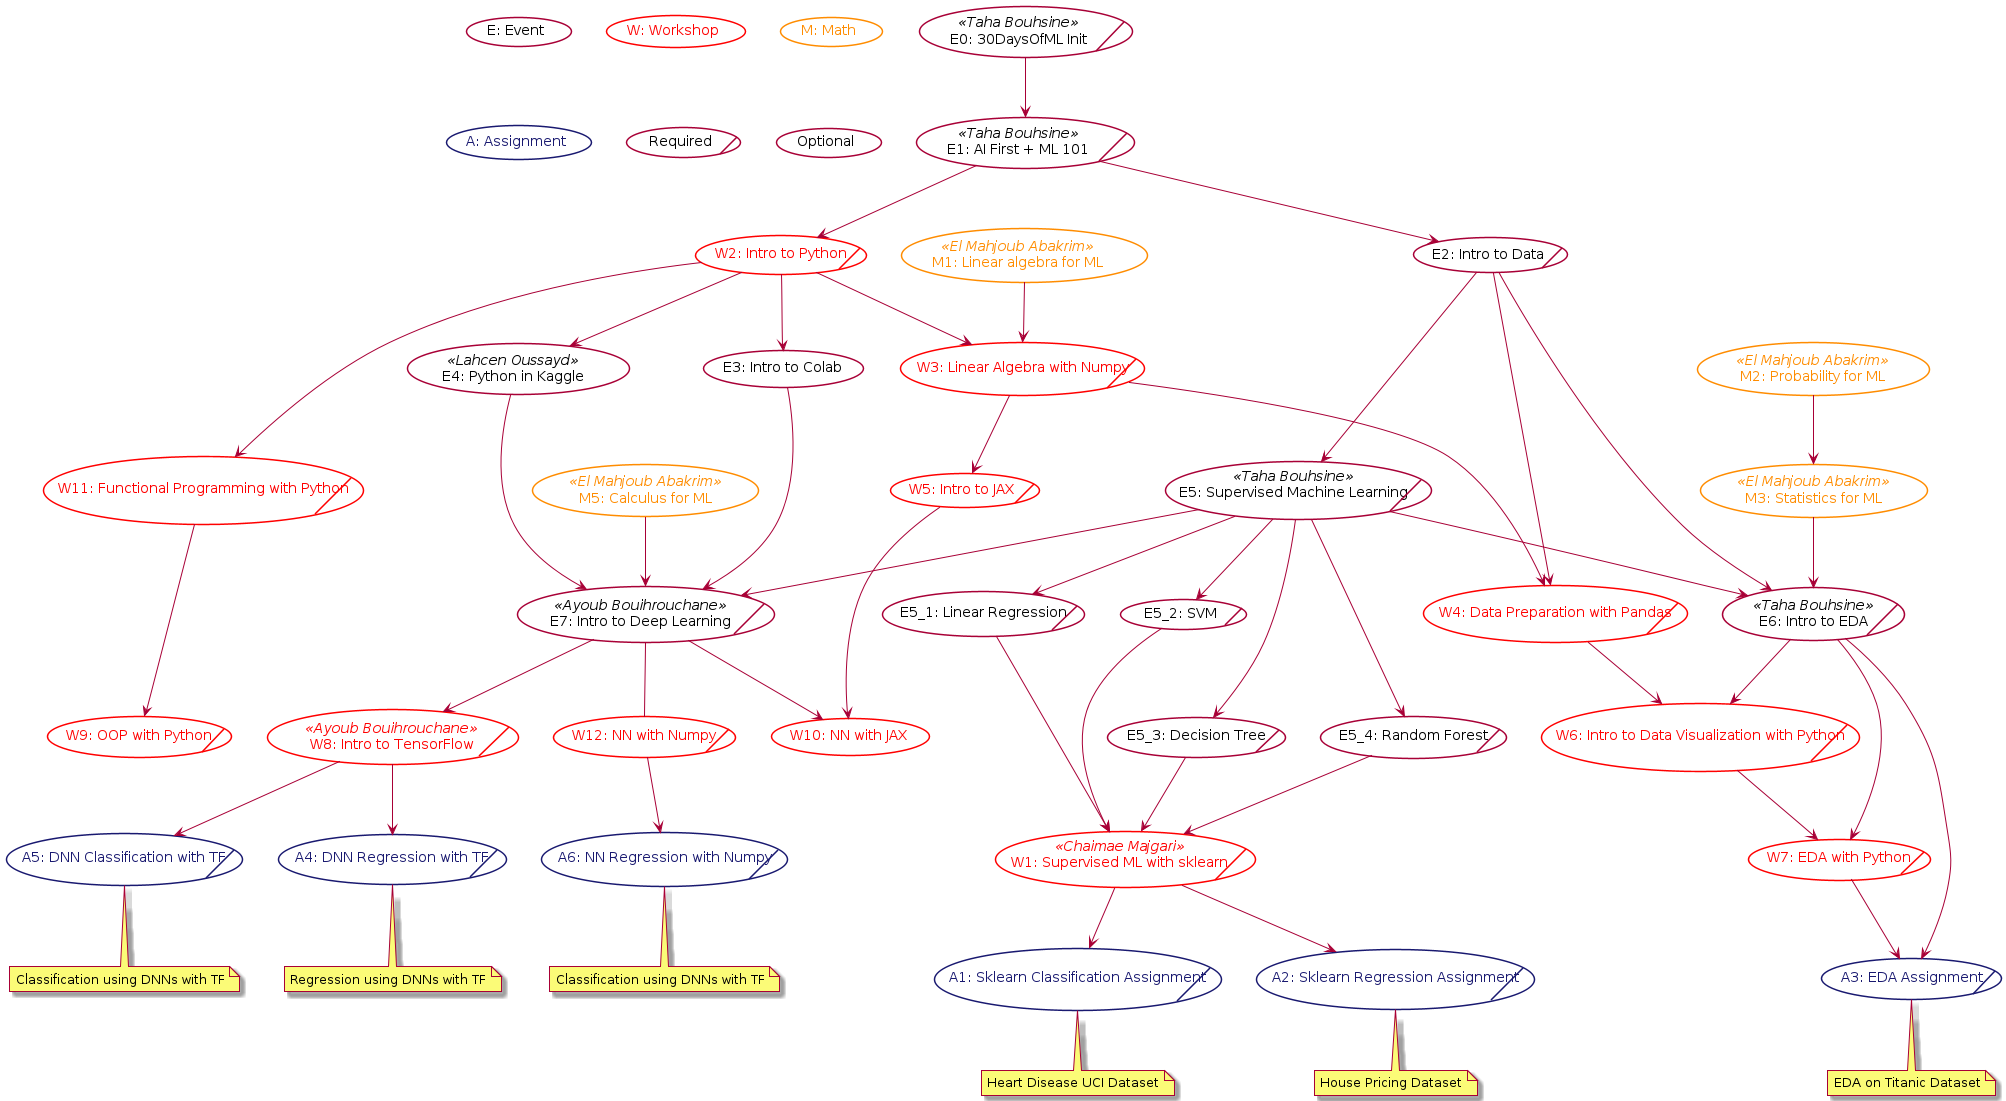 E: Event
W: Workshop
M: Math
«Taha Bouhsine»
E0: 30DaysOfML Init
A: Assignment
Required
Optional
«Taha Bouhsine»
E1: AI First + ML 101
W2: Intro to Python
«El Mahjoub Abakrim»
M1: Linear algebra for ML
E2: Intro to Data
«Lahcen Oussayd»
E4: Python in Kaggle
E3: Intro to Colab
W3: Linear Algebra with Numpy
«El Mahjoub Abakrim»
M2: Probability for ML
W11: Functional Programming with Python
«El Mahjoub Abakrim»
M5: Calculus for ML
W5: Intro to JAX
«Taha Bouhsine»
E5: Supervised Machine Learning
«El Mahjoub Abakrim»
M3: Statistics for ML
«Ayoub Bouihrouchane»
E7: Intro to Deep Learning
E5_1: Linear Regression
E5_2: SVM
W4: Data Preparation with Pandas
«Taha Bouhsine»
E6: Intro to EDA
W9: OOP with Python
«Ayoub Bouihrouchane»
W8: Intro to TensorFlow
W12: NN with Numpy
W10: NN with JAX
E5_3: Decision Tree
E5_4: Random Forest
W6: Intro to Data Visualization with Python
A5: DNN Classification with TF
A4: DNN Regression with TF
A6: NN Regression with Numpy
«Chaimae Majgari»
W1: Supervised ML with sklearn
W7: EDA with Python
Classification using DNNs with TF
Regression using DNNs with TF
Classification using DNNs with TF
A1: Sklearn Classification Assignment
A2: Sklearn Regression Assignment
A3: EDA Assignment
Heart Disease UCI Dataset
House Pricing Dataset
EDA on Titanic Dataset